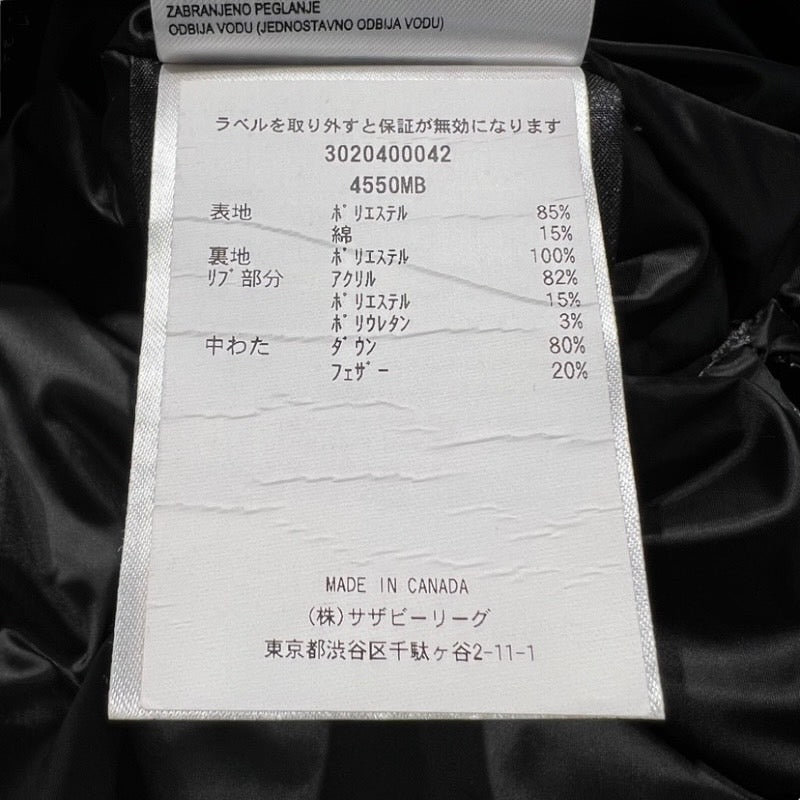 ZABRANJENO PEGLANJE
ODBIJA VODU (JEDNOSTAVNO ODBIJA VODU)
ラベルを取り外すと保証が無効になります
3020400042
4550MB
表地 ﾎﾟﾘｴｽﾃﾙ 85%
綿 15%
裏地 ﾎﾟﾘｴｽﾃﾙ 100%
ﾘﾌﾞ部分 ｱｸﾘﾙ 82%
ﾎﾟﾘｴｽﾃﾙ 15%
ﾎﾟﾘｳﾚﾀﾝ 3%
中わた ﾀﾞｳﾝ 80%
ﾌｪｻﾞｰ 20%
MADE IN CANADA
(株)サザビーリーグ
東京都渋谷区千駄ヶ谷2-11-1